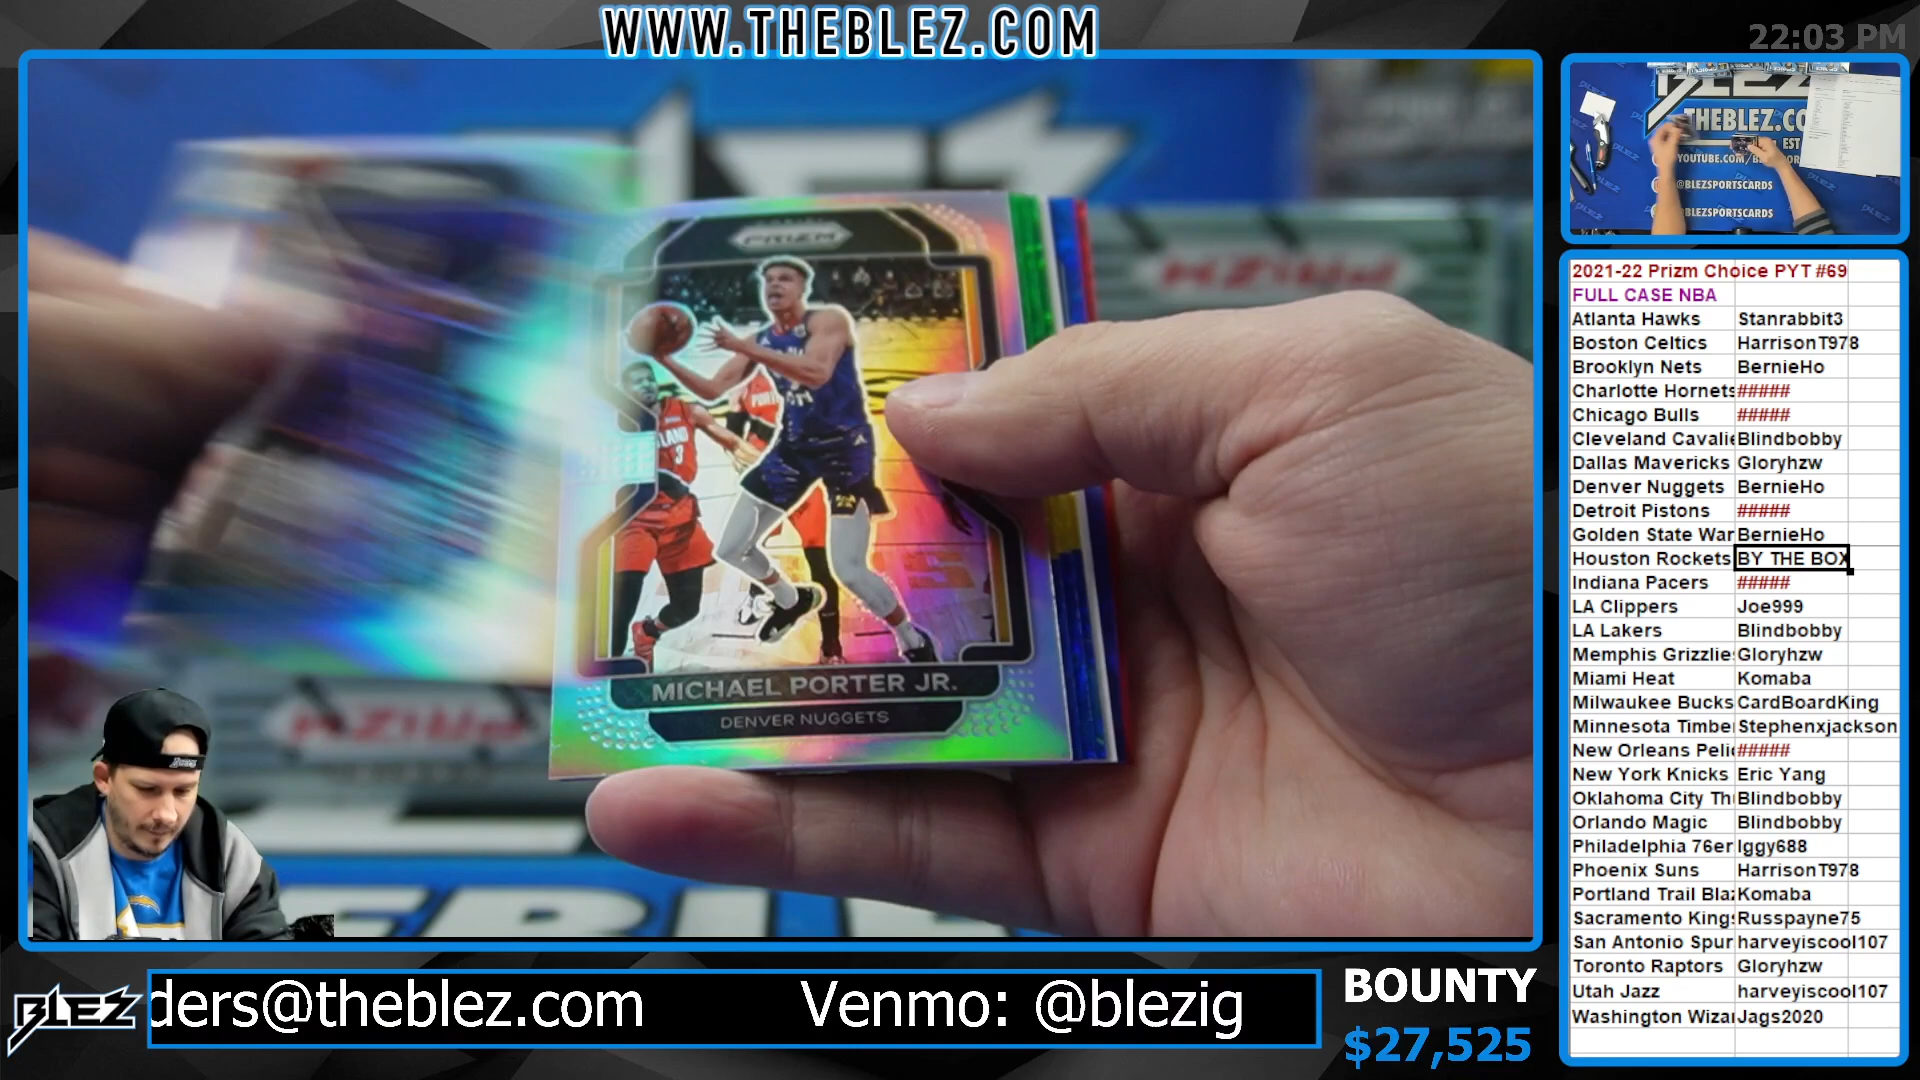 WWW.THEBLEZ.COM
22:03 PM
PRIZM
MICHAEL PORTER JR.
DENVER NUGGETS
BLEZ
THEBLEZ.CO
EST
YOUTUBE.COM/
@BLEZSPORTSCARDS
BLEZSPORTSCARDS
2021-22 Prizm Choice PYT #69
FULL CASE NBA
Atlanta Hawks Stanrabbit3
Boston Celtics HarrisonT978
Brooklyn Nets BernieHo
Charlotte Hornets #####
Chicago Bulls #####
Cleveland Cavalie Blindbobby
Dallas Mavericks Gloryhzw
Denver Nuggets BernieHo
Detroit Pistons #####
Golden State War BernieHo
Houston Rockets BY THE BOX
Indiana Pacers #####
LA Clippers Joe999
LA Lakers Blindbobby
Memphis Grizzlie Gloryhzw
Miami Heat Komaba
Milwaukee Bucks CardBoardKing
Minnesota Timbe Stephenxjackson
New Orleans Peli #####
New York Knicks Eric Yang
Oklahoma City Th Blindbobby
Orlando Magic Blindbobby
Philadelphia 76er Iggy688
Phoenix Suns HarrisonT978
Portland Trail Bla Komaba
Sacramento King Russpayne75
San Antonio Spur harveyiscool107
Toronto Raptors Gloryhzw
Utah Jazz harveyiscool107
Washington Wiza Jags2020
BLEZ
ders@theblez.com Venmo: @blezig
BOUNTY
$27,525